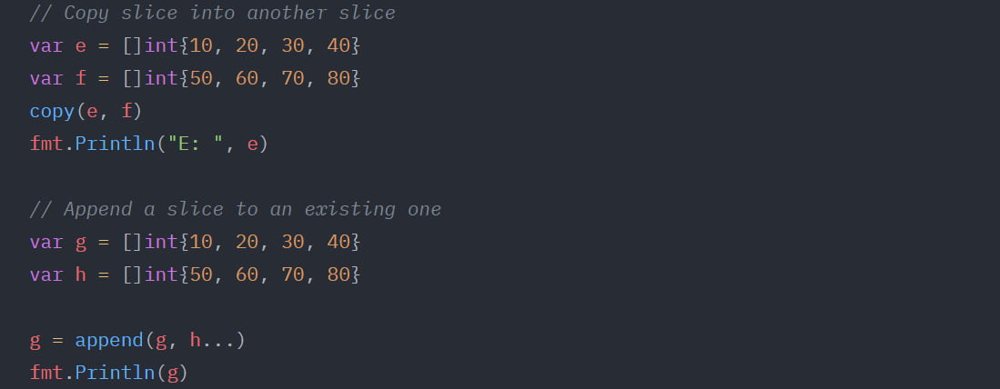 // Copy slice into another slice
var e = []int{10, 20, 30, 40}
var f = []int{50, 60, 70, 80}
copy(e, f)
fmt.Println("E: ", e)
// Append a slice to an existing one
var g = []int{10, 20, 30, 40}
var h = []int{50, 60, 70, 80}
g = append(g, h...)
fmt.Println(g)